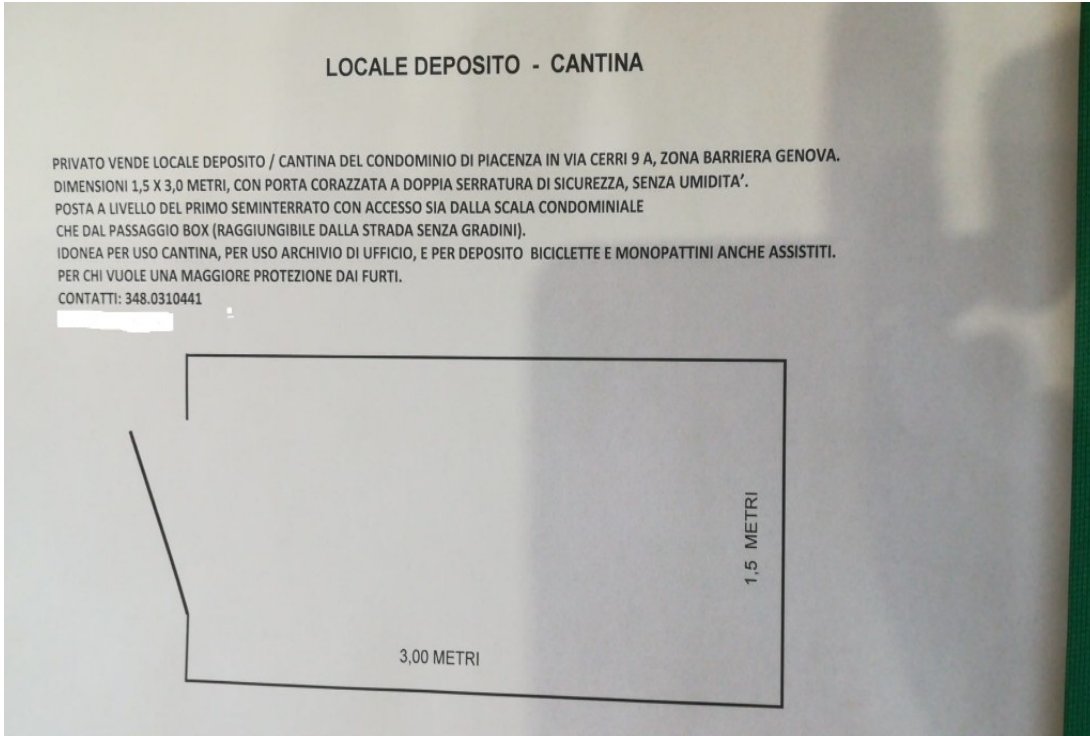 LOCALE DEPOSITO - CANTINA
PRIVATO VENDE LOCALE DEPOSITO / CANTINA DEL CONDOMINIO DI PIACENZA IN VIA CERRI 9 A, ZONA BARRIERA GENOVA.
DIMENSIONI 1,5 X 3,0 METRI, CON PORTA CORAZZATA A DOPPIA SERRATURA DI SICUREZZA, SENZA UMIDITA'.
POSTA A LIVELLO DEL PRIMO SEMINTERRATO CON ACCESSO SIA DALLA SCALA CONDOMINIALE
CHE DAL PASSAGGIO BOX (RAGGIUNGIBILE DALLA STRADA SENZA GRADINI).
IDONEA PER USO CANTINA, PER USO ARCHIVIO DI UFFICIO, E PER DEPOSITO BICICLETTE E MONOPATTINI ANCHE ASSISTITI.
PER CHI VUOLE UNA MAGGIORE PROTEZIONE DAI FURTI.
CONTATTI: 348.0310441
1,5 METRI
3,00 METRI